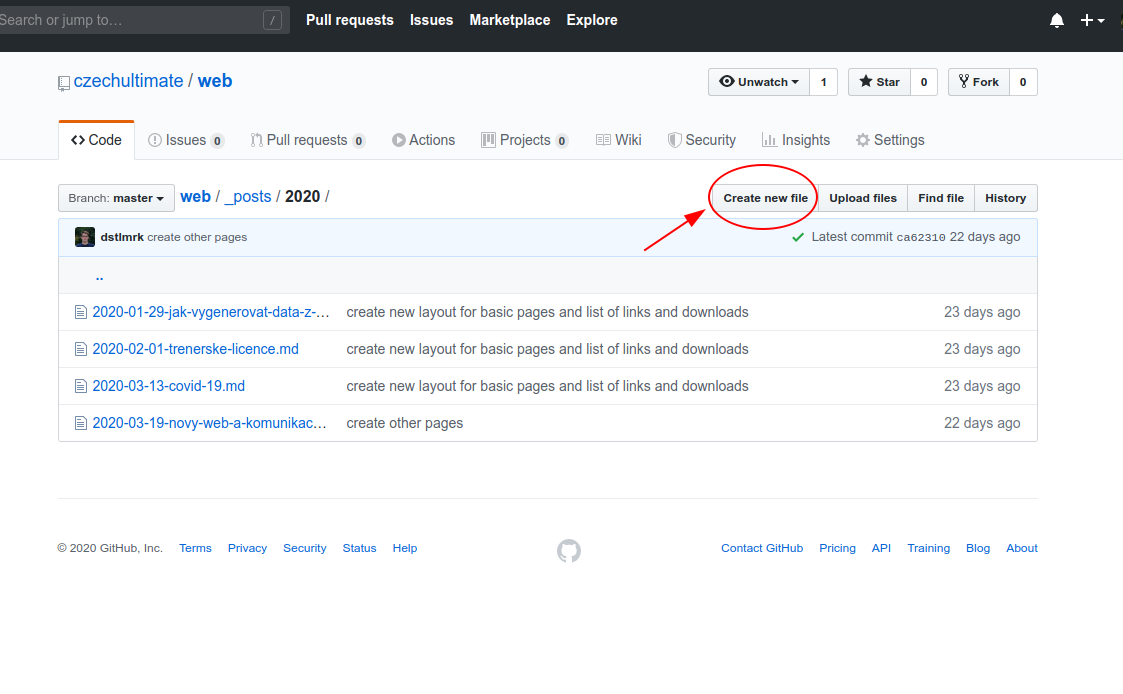 Search or jump to… / Pull requests Issues Marketplace Explore
czechultimate / web Unwatch 1 Star 0 Fork 0
Code Issues 0 Pull requests 0 Actions Projects 0 Wiki Security Insights Settings
Branch: master web / _posts / 2020 / Create new file Upload files Find file History
dstlmrk create other pages Latest commit ca62310 22 days ago
..
2020-01-29-jak-vygenerovat-data-z-… create new layout for basic pages and list of links and downloads 23 days ago
2020-02-01-trenerske-licence.md create new layout for basic pages and list of links and downloads 23 days ago
2020-03-13-covid-19.md create new layout for basic pages and list of links and downloads 23 days ago
2020-03-19-novy-web-a-komunikac… create other pages 22 days ago
© 2020 GitHub, Inc. Terms Privacy Security Status Help Contact GitHub Pricing API Training Blog About